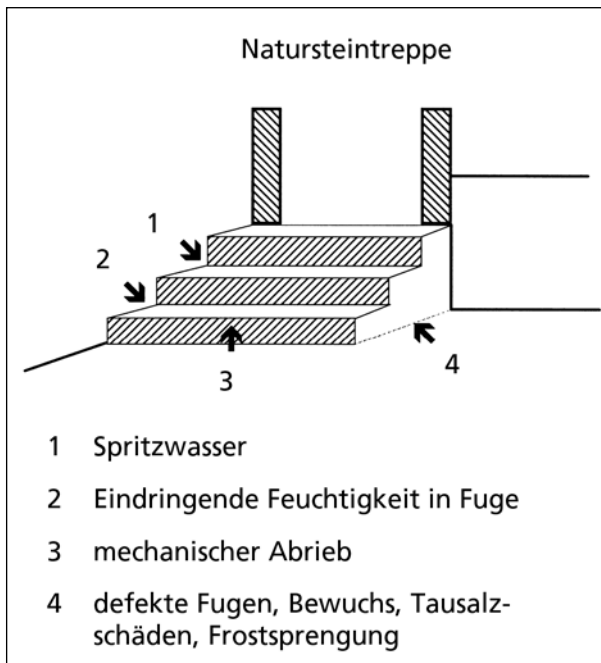 Natursteintreppe
1
2
3
4
1 Spritzwasser
2 Eindringende Feuchtigkeit in Fuge
3 mechanischer Abrieb
4 defekte Fugen, Bewuchs, Tausalz-
schäden, Frostsprengung